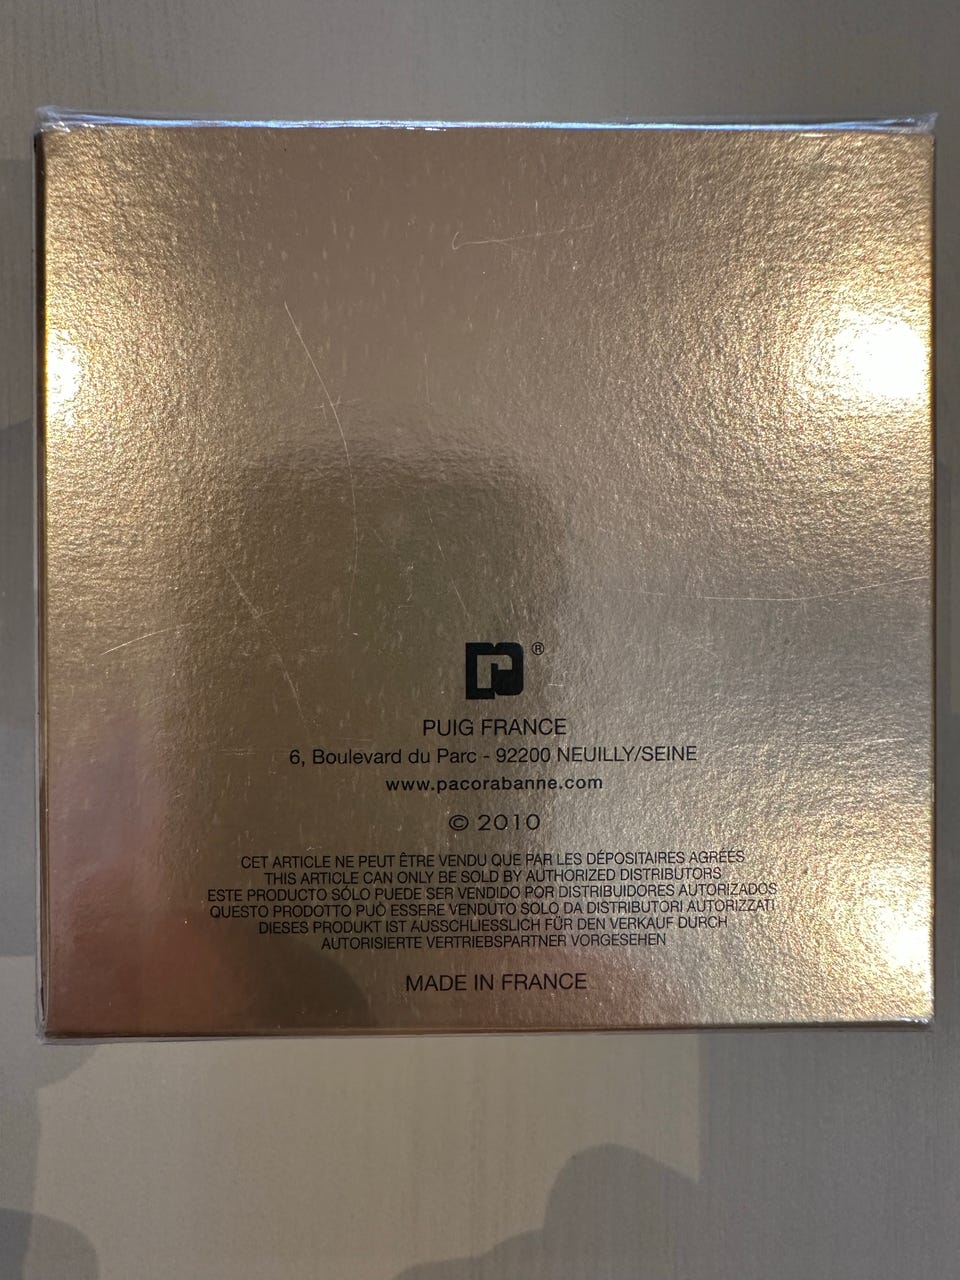 ®
PUIG FRANCE
6, Boulevard du Parc - 92200 NEUILLY/SEINE
www.pacorabanne.com
© 2010
CET ARTICLE NE PEUT ÊTRE VENDU QUE PAR LES DÉPOSITAIRES AGRÉÉS
THIS ARTICLE CAN ONLY BE SOLD BY AUTHORIZED DISTRIBUTORS
ESTE PRODUCTO SÓLO PUEDE SER VENDIDO POR DISTRIBUIDORES AUTORIZADOS
QUESTO PRODOTTO PUÒ ESSERE VENDUTO SOLO DA DISTRIBUTORI AUTORIZZATI
DIESES PRODUKT IST AUSSCHLIESSLICH FÜR DEN VERKAUF DURCH
AUTORISIERTE VERTRIEBSPARTNER VORGESEHEN
MADE IN FRANCE